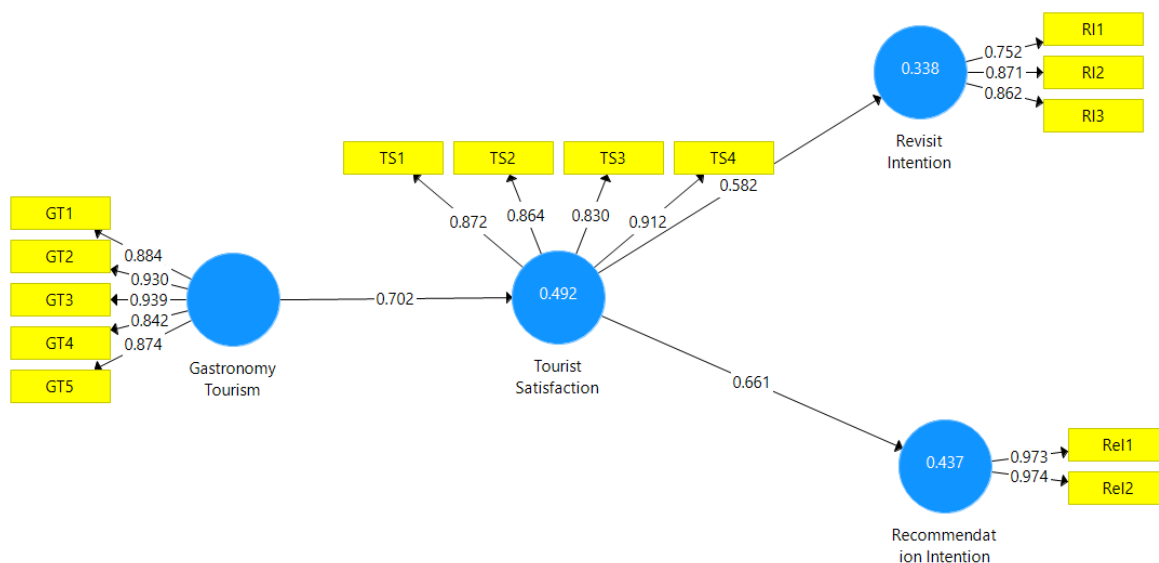 RI1
0.752
0.338
0.871
RI2
0.862
RI3
Revisit
Intention
TS1
TS2
TS3
TS4
0.582
0.872
0.864
0.830
0.912
GT1
0.884
GT2
0.930
GT3
0.939
0.842
GT4
0.874
GT5
Gastronomy
Tourism
0.702
0.492
Tourist
Satisfaction
0.661
0.437
0.973
ReI1
0.974
ReI2
Recommendat
ion Intention